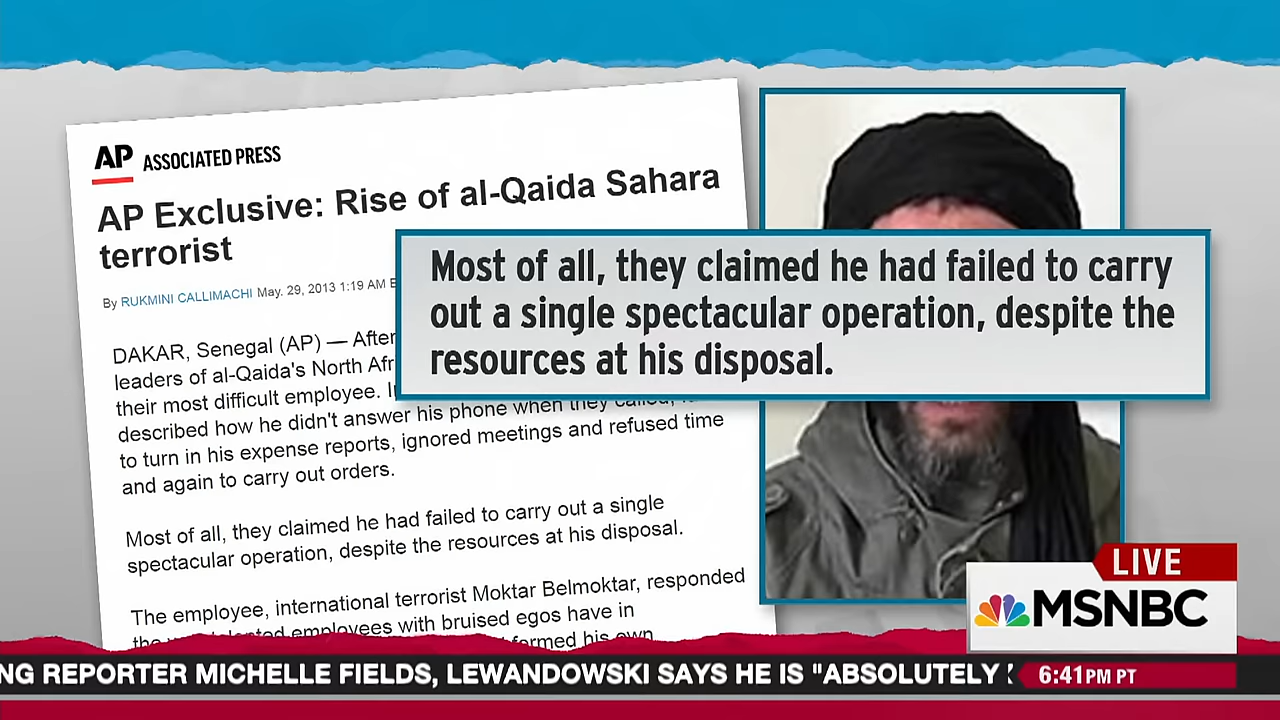 AP ASSOCIATED PRESS
AP Exclusive: Rise of al-Qaida Sahara
terrorist
By RUKMINI CALLIMACHI May. 29, 2013 1:19 AM
DAKAR, Senegal (AP) — After
leaders of al-Qaida's North
their most difficult employee.
described how he didn't answer his phone when they called,
to turn in his expense reports, ignored meetings and refused time
and again to carry out orders.
Most of all, they claimed he had failed to carry out a single
spectacular operation, despite the resources at his disposal.
The employee, international terrorist Moktar Belmoktar, responded
employees with bruised egos have in
formed his own
Most of all, they claimed he had failed to carry
out a single spectacular operation, despite the
resources at his disposal.
LIVE
MSNBC
NG REPORTER MICHELLE FIELDS, LEWANDOWSKI SAYS HE IS "ABSOLUTELY
6:41PM PT